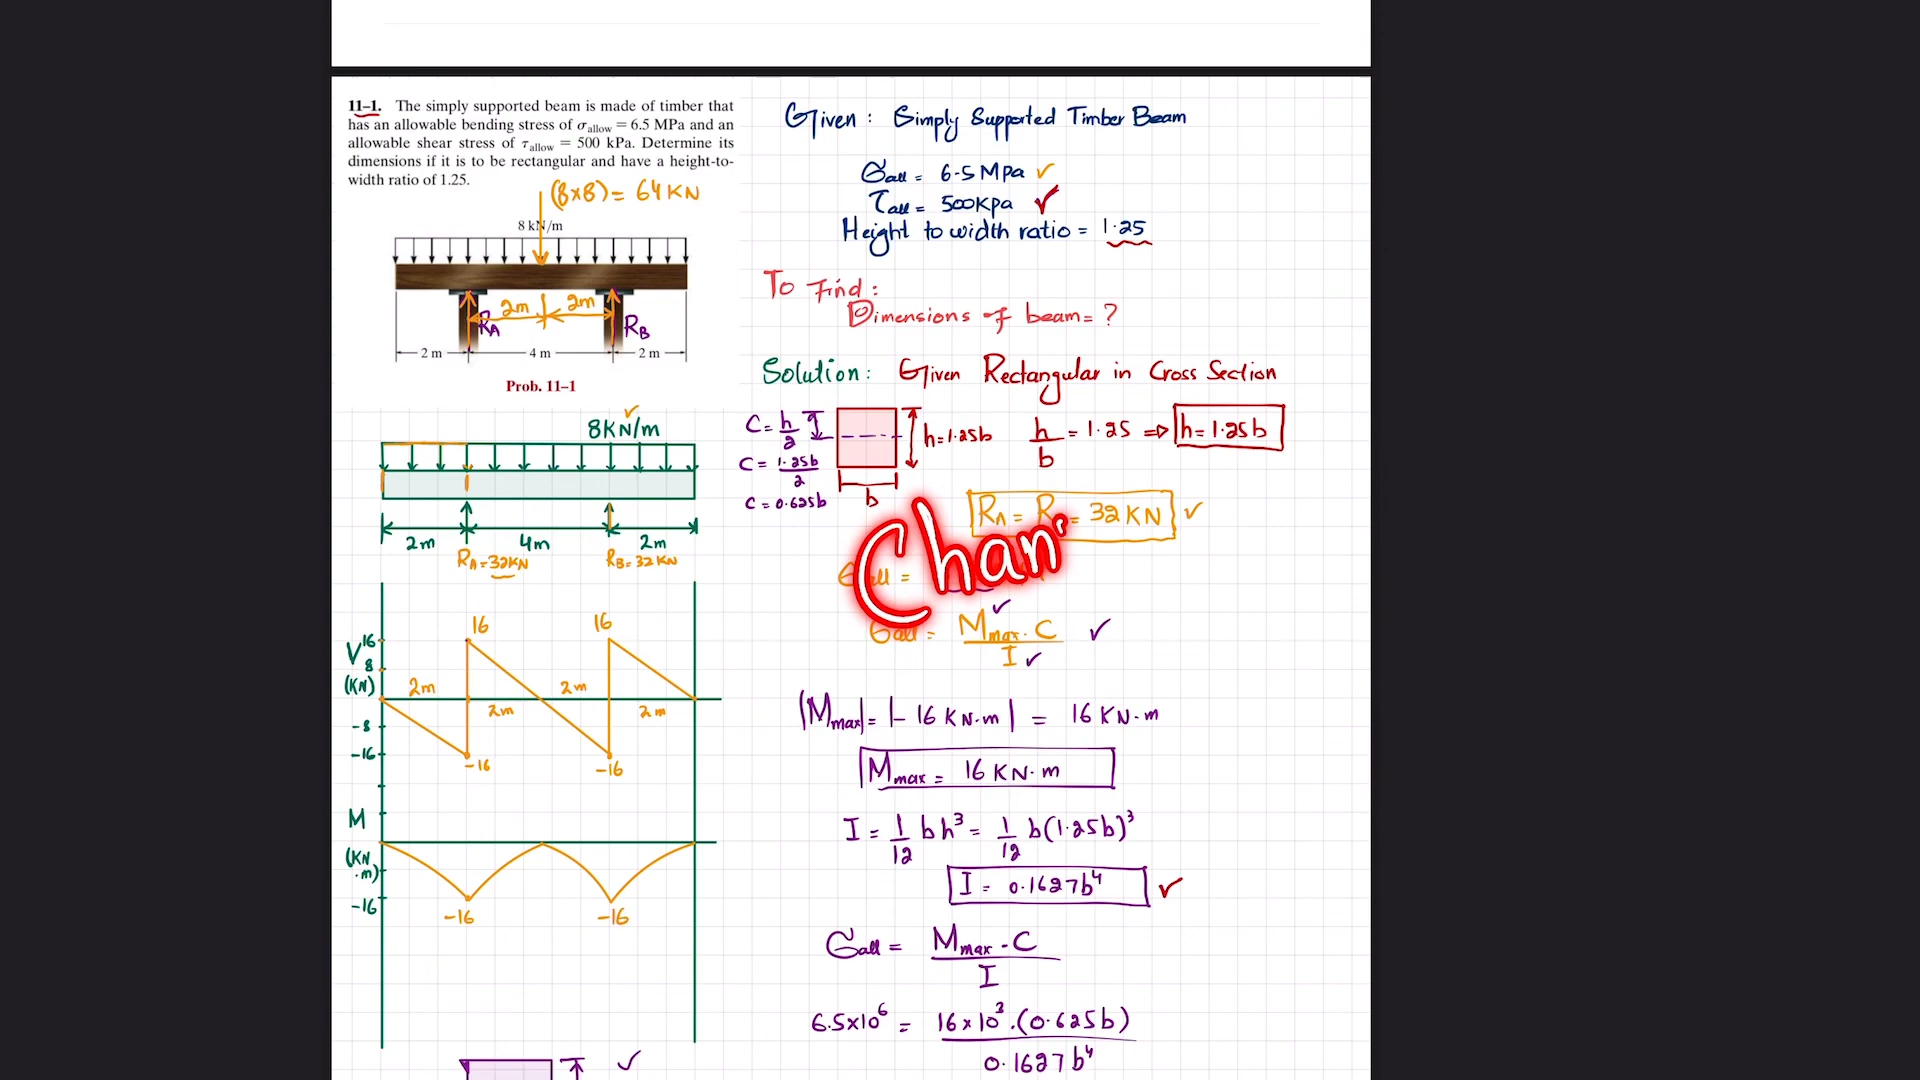 11–1. The simply supported beam is made of timber that
has an allowable bending stress of σallow = 6.5 MPa and an
allowable shear stress of τallow = 500 kPa. Determine its
dimensions if it is to be rectangular and have a height-to-
width ratio of 1.25.
(8x8) = 64 KN
8 kN/m
2m 2m
RA RB
2 m 4 m 2 m
Prob. 11–1
8KN/m
2m 4m 2m
RA = 32KN RB = 32 KN
V
(KN)
16
8
-8
-16
16 16
2m 2m
2m 2m
-16 -16
M
(KN
.m)
-16
-16 -16
Given : Simply Supported Timber Beam
σall = 6.5 MPa ✓
τall = 500KPa ✓
Height to width ratio = 1.25
To Find :
Dimensions of beam = ?
Solution : Given Rectangular in Cross Section
C = h/2
C = 1.25b/2
C = 0.625b
h = 1.25b
b
h/b = 1.25 ⇒ h = 1.25b
RA = R = 32 KN ✓
Chan
σall = Mmax . C / I ✓
|Mmax| = |- 16 KN.m| = 16 KN.m
Mmax = 16 KN.m
I = 1/12 bh³ = 1/12 b(1.25b)³
I = 0.1627b⁴ ✓
σall = Mmax . C / I
6.5x10⁶ = 16 x 10³ . (0.625b) / 0.1627b⁴